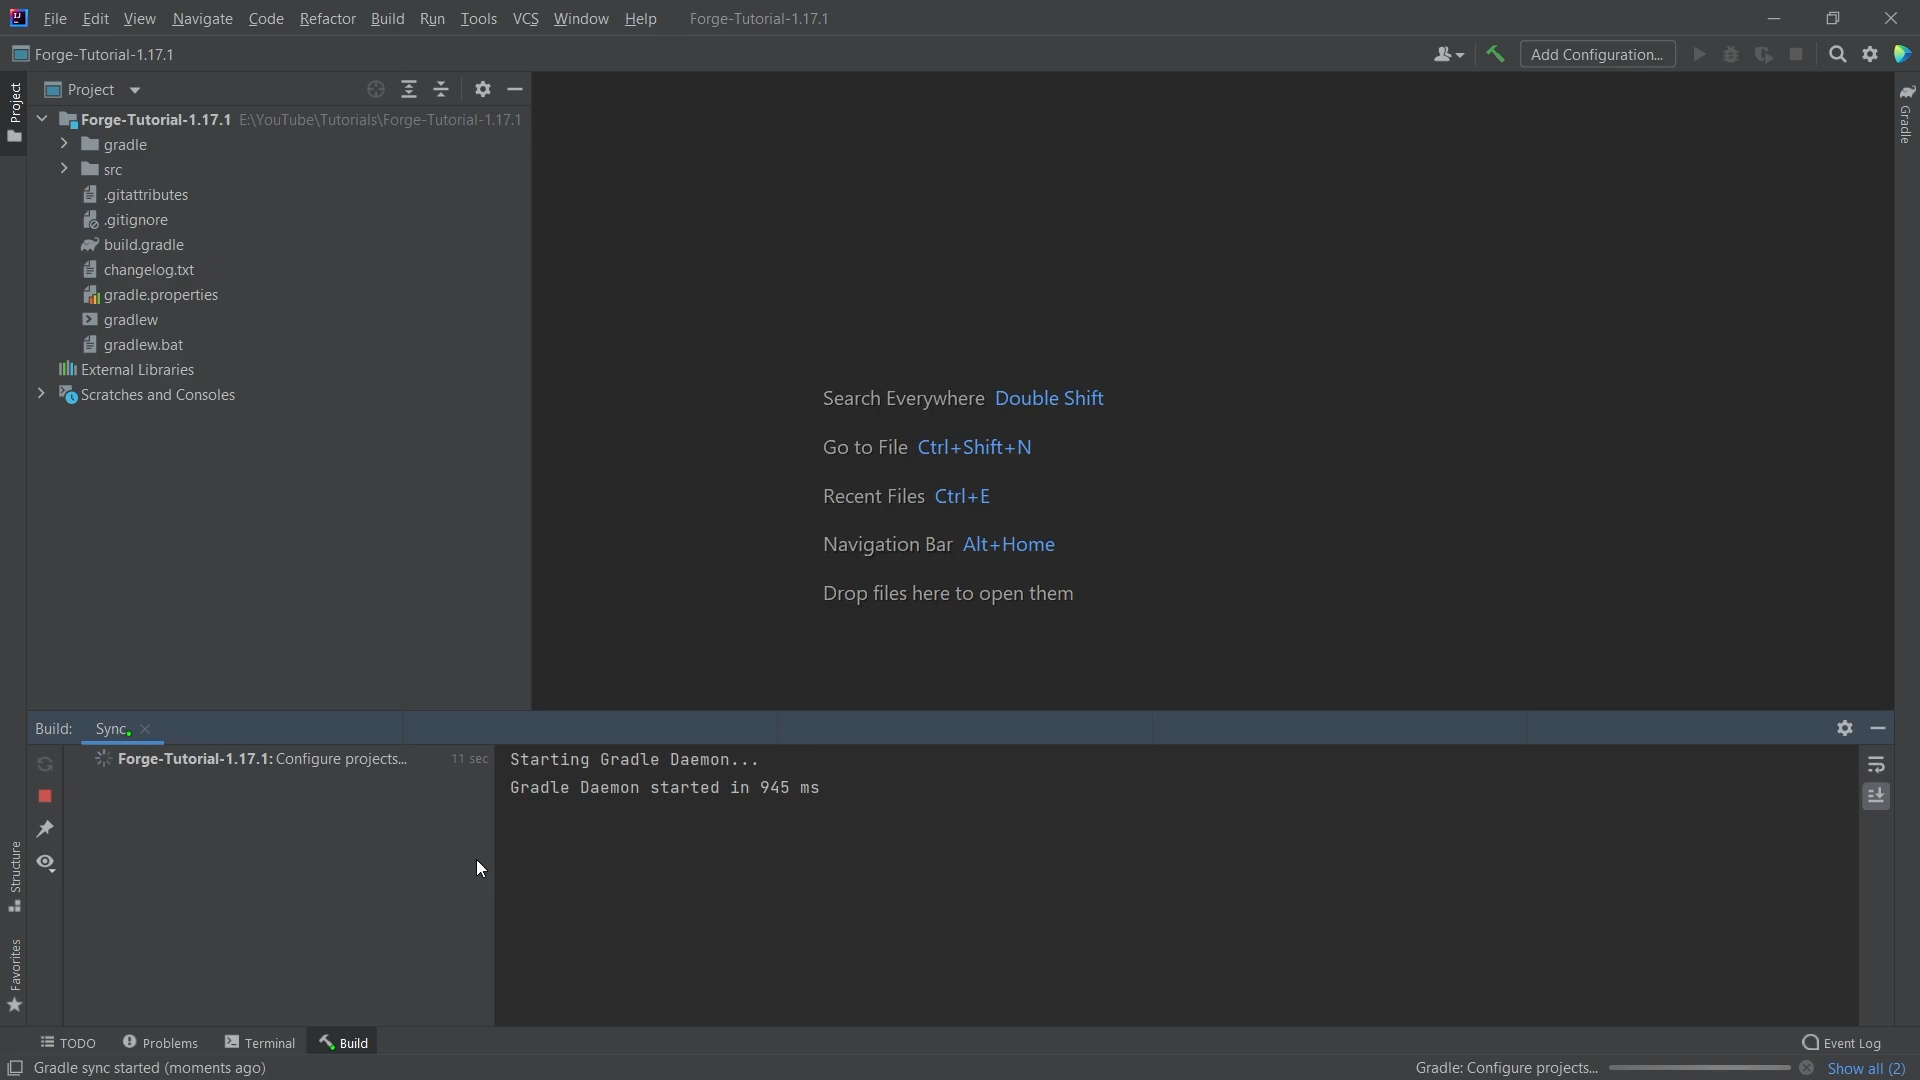 File Edit View Navigate Code Refactor Build Run Tools VCS Window Help Forge-Tutorial-1.17.1
Forge-Tutorial-1.17.1 Add Configuration...
Project
Project
Gradle
Forge-Tutorial-1.17.1 E:\YouTube\Tutorials\Forge-Tutorial-1.17.1
gradle
src
.gitattributes
.gitignore
build.gradle
changelog.txt
gradle.properties
gradlew
gradlew.bat
External Libraries
Scratches and Consoles
Search Everywhere Double Shift
Go to File Ctrl+Shift+N
Recent Files Ctrl+E
Navigation Bar Alt+Home
Drop files here to open them
Build: Sync
Forge-Tutorial-1.17.1: Configure projects... 11 sec
Starting Gradle Daemon...
Gradle Daemon started in 945 ms
Structure
Favorites
TODO Problems Terminal Build Event Log
Gradle sync started (moments ago) Gradle: Configure projects... Show all (2)